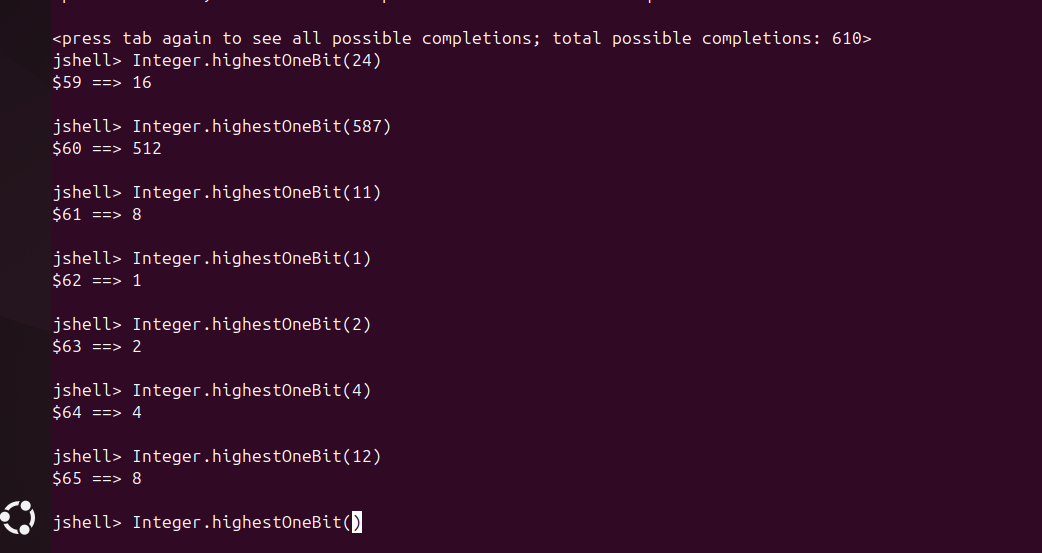 <press tab again to see all possible completions; total possible completions: 610>
jshell> Integer.highestOneBit(24)
$59 ==> 16
jshell> Integer.highestOneBit(587)
$60 ==> 512
jshell> Integer.highestOneBit(11)
$61 ==> 8
jshell> Integer.highestOneBit(1)
$62 ==> 1
jshell> Integer.highestOneBit(2)
$63 ==> 2
jshell> Integer.highestOneBit(4)
$64 ==> 4
jshell> Integer.highestOneBit(12)
$65 ==> 8
jshell> Integer.highestOneBit()